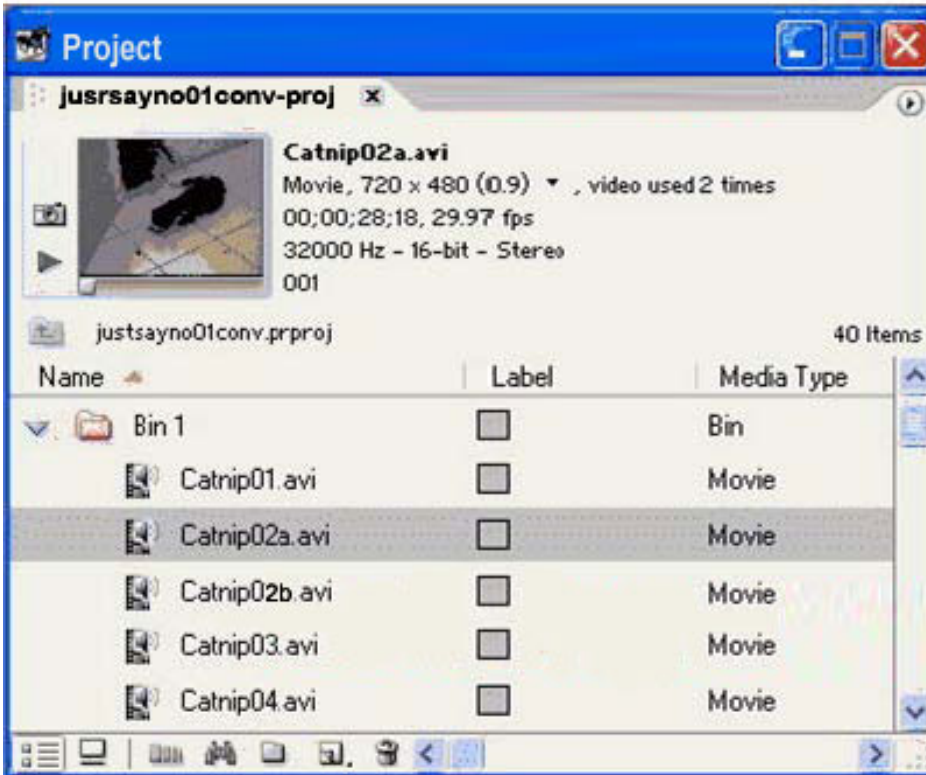 Project
jusrsayno01conv-proj x
Catnip02a.avi
Movie, 720 x 480 (0.9) , video used 2 times
00;00;28;18, 29.97 fps
32000 Hz - 16-bit - Stereo
001
justsayno01conv.prproj 40 Items
Name Label Media Type
Bin 1 Bin
Catnip01.avi Movie
Catnip02a.avi Movie
Catnip02b.avi Movie
Catnip03.avi Movie
Catnip04.avi Movie